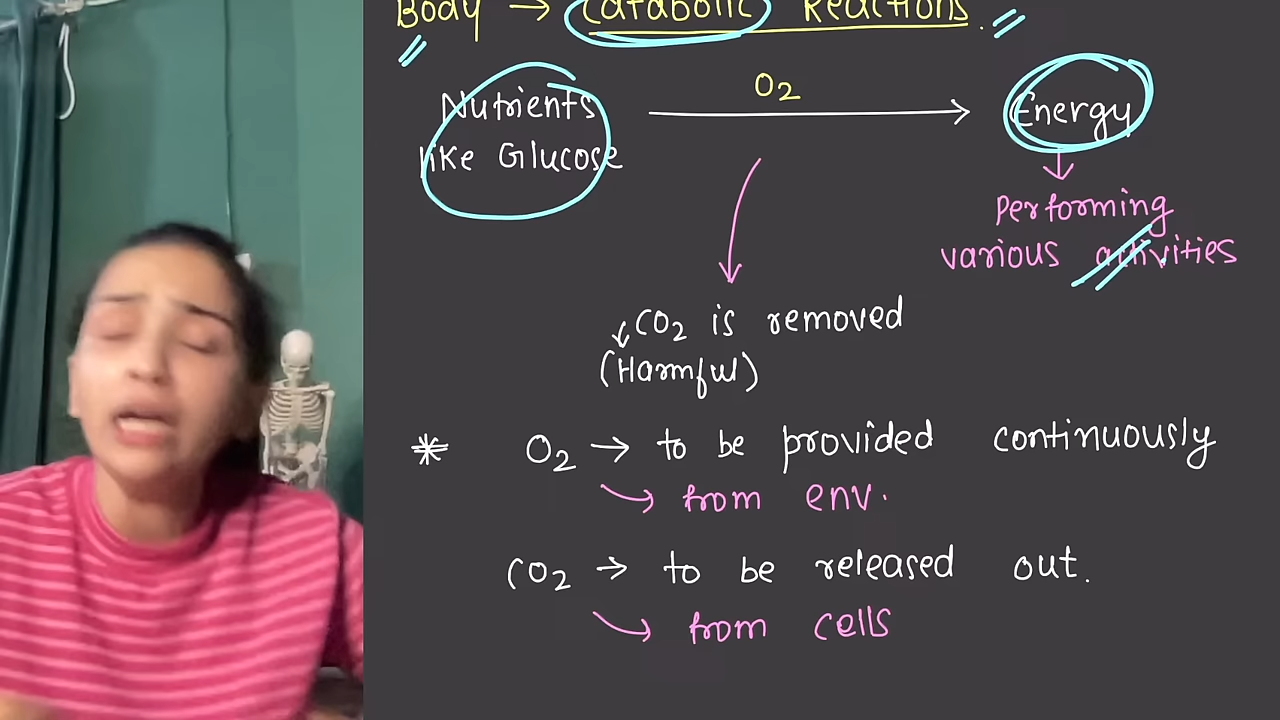 Body → Catabolic Reactions.
O2
Nutrients
like Glucose
Energy
Performing
various activities
CO2 is removed
(Harmful)
* O2 → to be provided continuously
from env.
CO2 → to be released out.
from cells